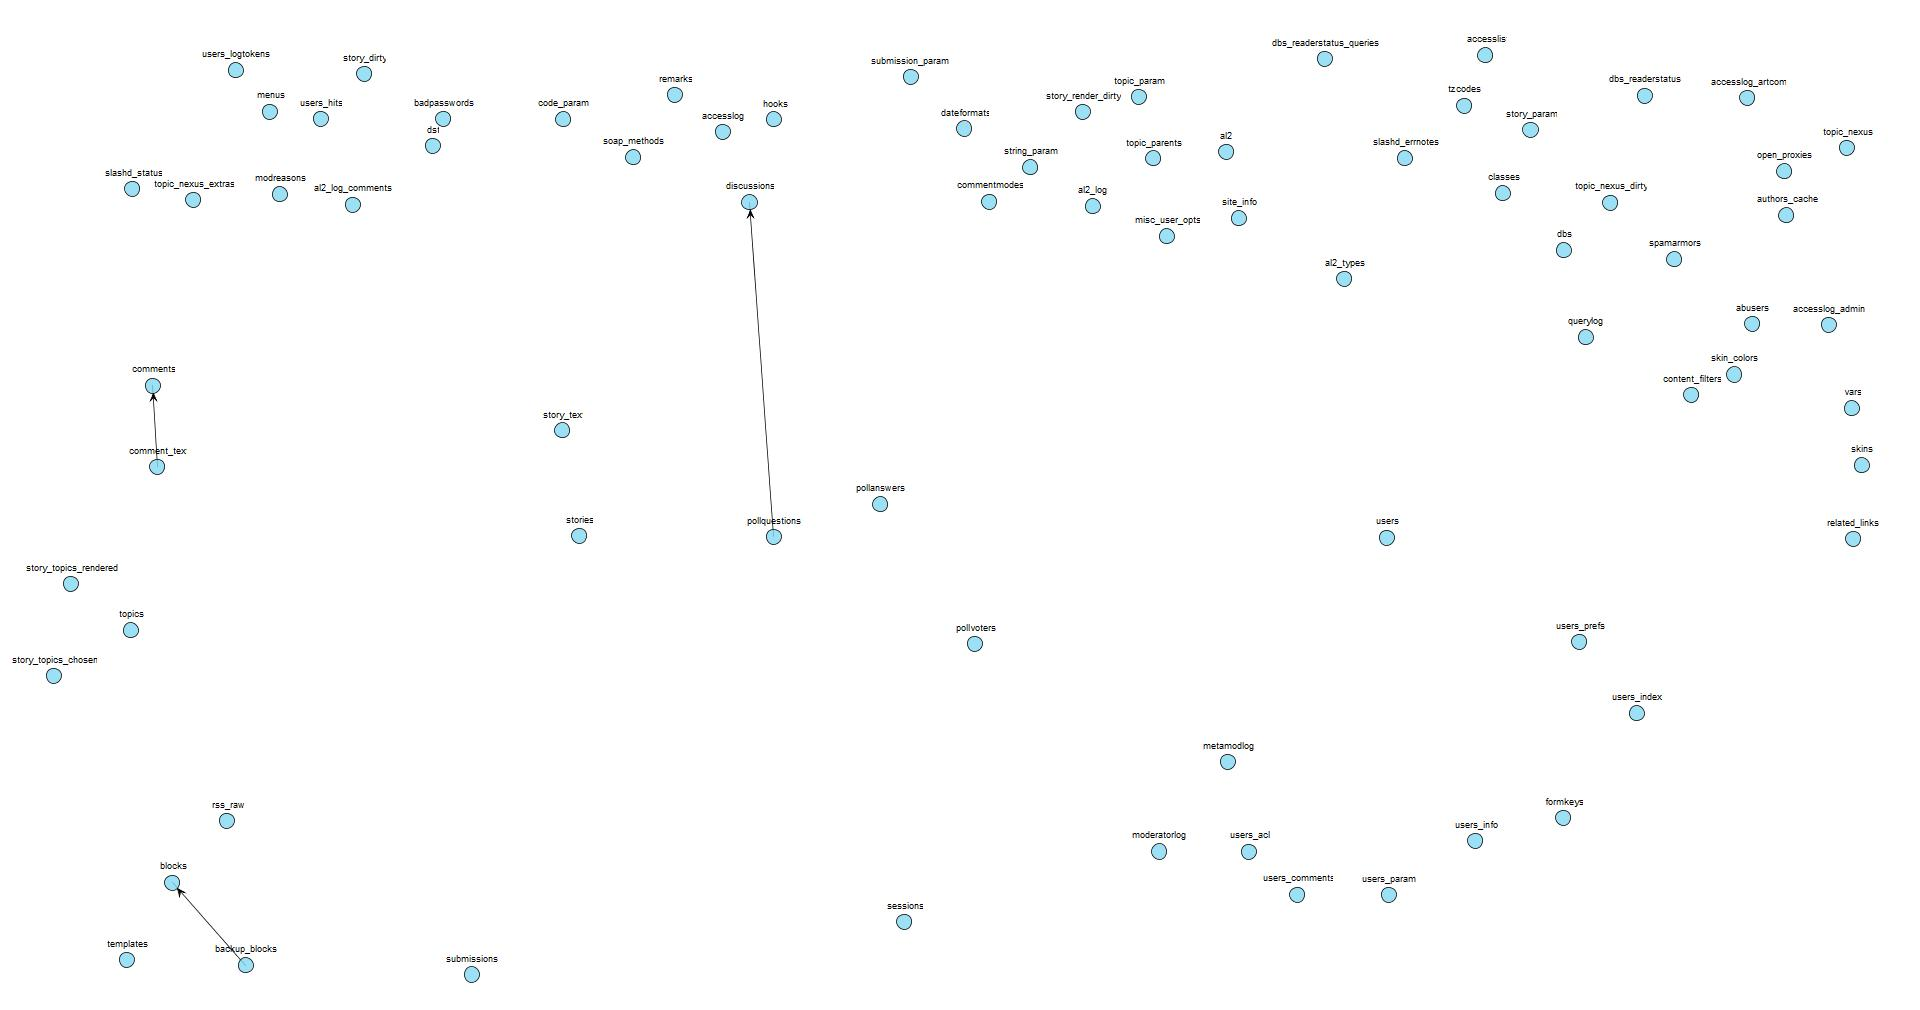 dbs_readerstatus_queries
accesslis
users_logtokens
story_dirty
submission_param
remarks
topic_param
dbs_readerstatus
accesslog_artcom
tzcodes
menus
users_hits
badpasswords
code_param
hooks
story_render_dirty
accesslog
dateformats
story_param
dst
topic_nexus
soap_methods
al2
topic_parents
slashd_errnotes
string_param
open_proxies
slashd_status
topic_nexus_extras
modreasons
al2_log_comments
discussions
commentmodes
al2_log
classes
topic_nexus_dirty
site_info
authors_cache
misc_user_opts
dbs
spamarmors
al2_types
abusers
accesslog_admin
querylog
skin_colors
comments
content_filters
vars
story_tex
comment_tex
skins
pollanswers
stories
pollquestions
users
related_links
story_topics_rendered
topics
pollvoters
users_prefs
story_topics_chosen
users_index
metamodlog
rss_raw
formkeys
moderatorlog
users_acl
users_info
blocks
users_comments
users_param
sessions
templates
backup_blocks
submissions